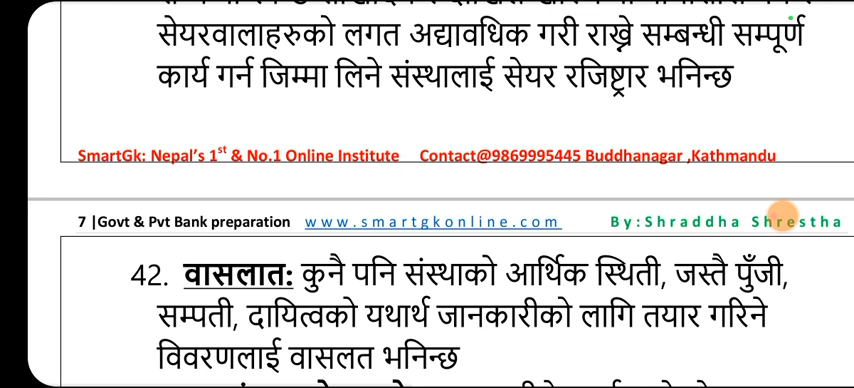 सेयरवालाहरुको लगत अद्यावधिक गरी राख्ने सम्बन्धी सम्पूर्ण
कार्य गर्न जिम्मा लिने संस्थालाई सेयर रजिष्ट्रार भनिन्छ
SmartGk: Nepal's 1st & No.1 Online Institute Contact@9869995445 Buddhanagar ,Kathmandu
7 |Govt & Pvt Bank preparation www.smartgkonline.com By:Shraddha Shrestha
42. वासलात: कुनै पनि संस्थाको आर्थिक स्थिती, जस्तै पुँजी,
सम्पती, दायित्वको यथार्थ जानकारीको लागि तयार गरिने
विवरणलाई वासलत भनिन्छ